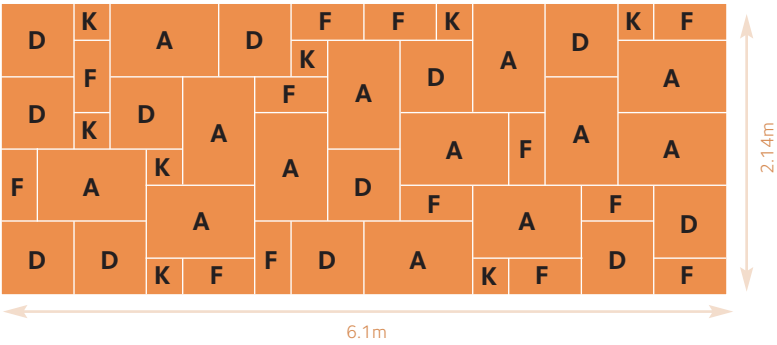 K F F K K F
D A D D
K A
F D A
A
F
D D A
K A F A A
A
K
F A D
F F
A A D
D D F D A D
K F K F F
2.14m
6.1m